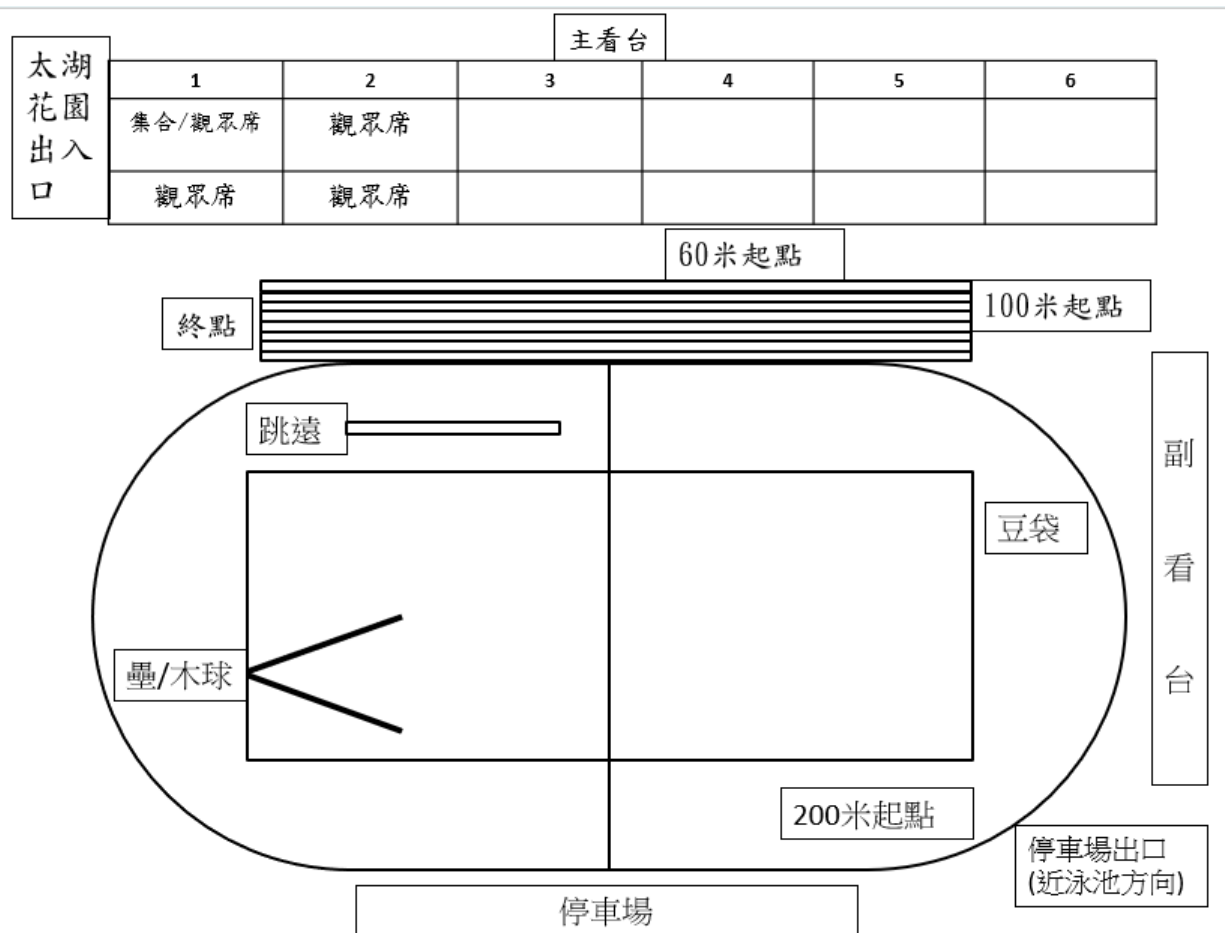 主看台
太湖
花園
出入
口
1 2 3 4 5 6
集合/觀眾席 觀眾席
觀眾席 觀眾席
60米起點
100米起點
終點
跳遠
豆袋
副
看
台
壘/木球
200米起點
停車場出口
(近泳池方向)
停車場